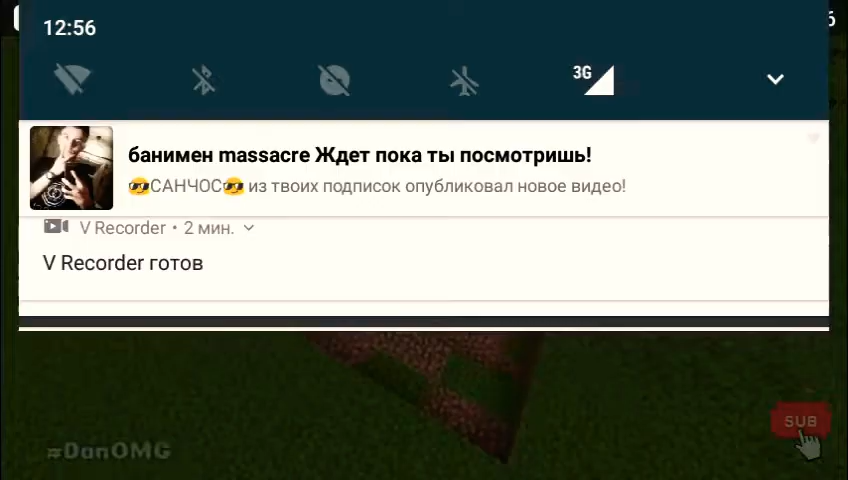 6
12:56
3G
банимен massacre Ждет пока ты посмотришь!
😎САНЧОС😎 из твоих подписок опубликовал новое видео!
V Recorder • 2 мин.
V Recorder готов
SUB
#DanOMG